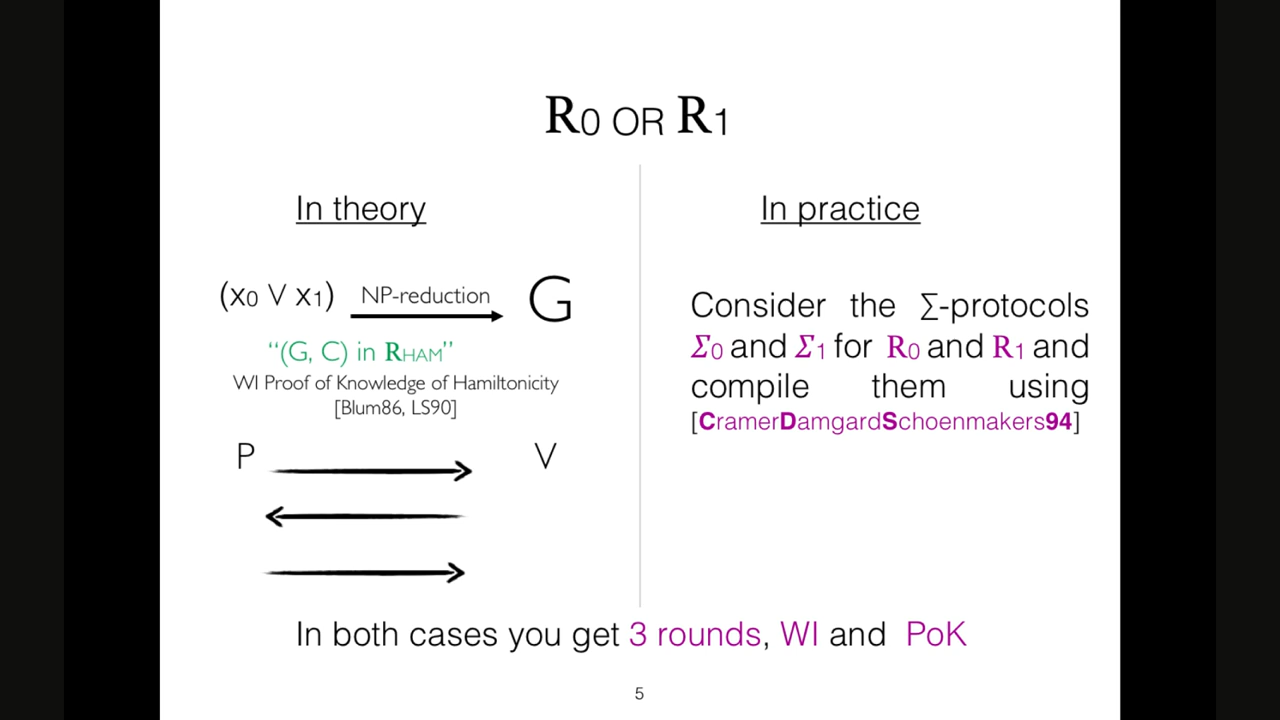 R0 OR R1
In theory
(x0 V x1) NP-reduction G
“(G, C) in RHAM”
WI Proof of Knowledge of Hamiltonicity
[Blum86, LS90]
P V
In practice
Consider the Σ-protocols
Σ0 and Σ1 for R0 and R1 and
compile them using
[CramerDamgardSchoenmakers94]
In both cases you get 3 rounds, WI and PoK
5